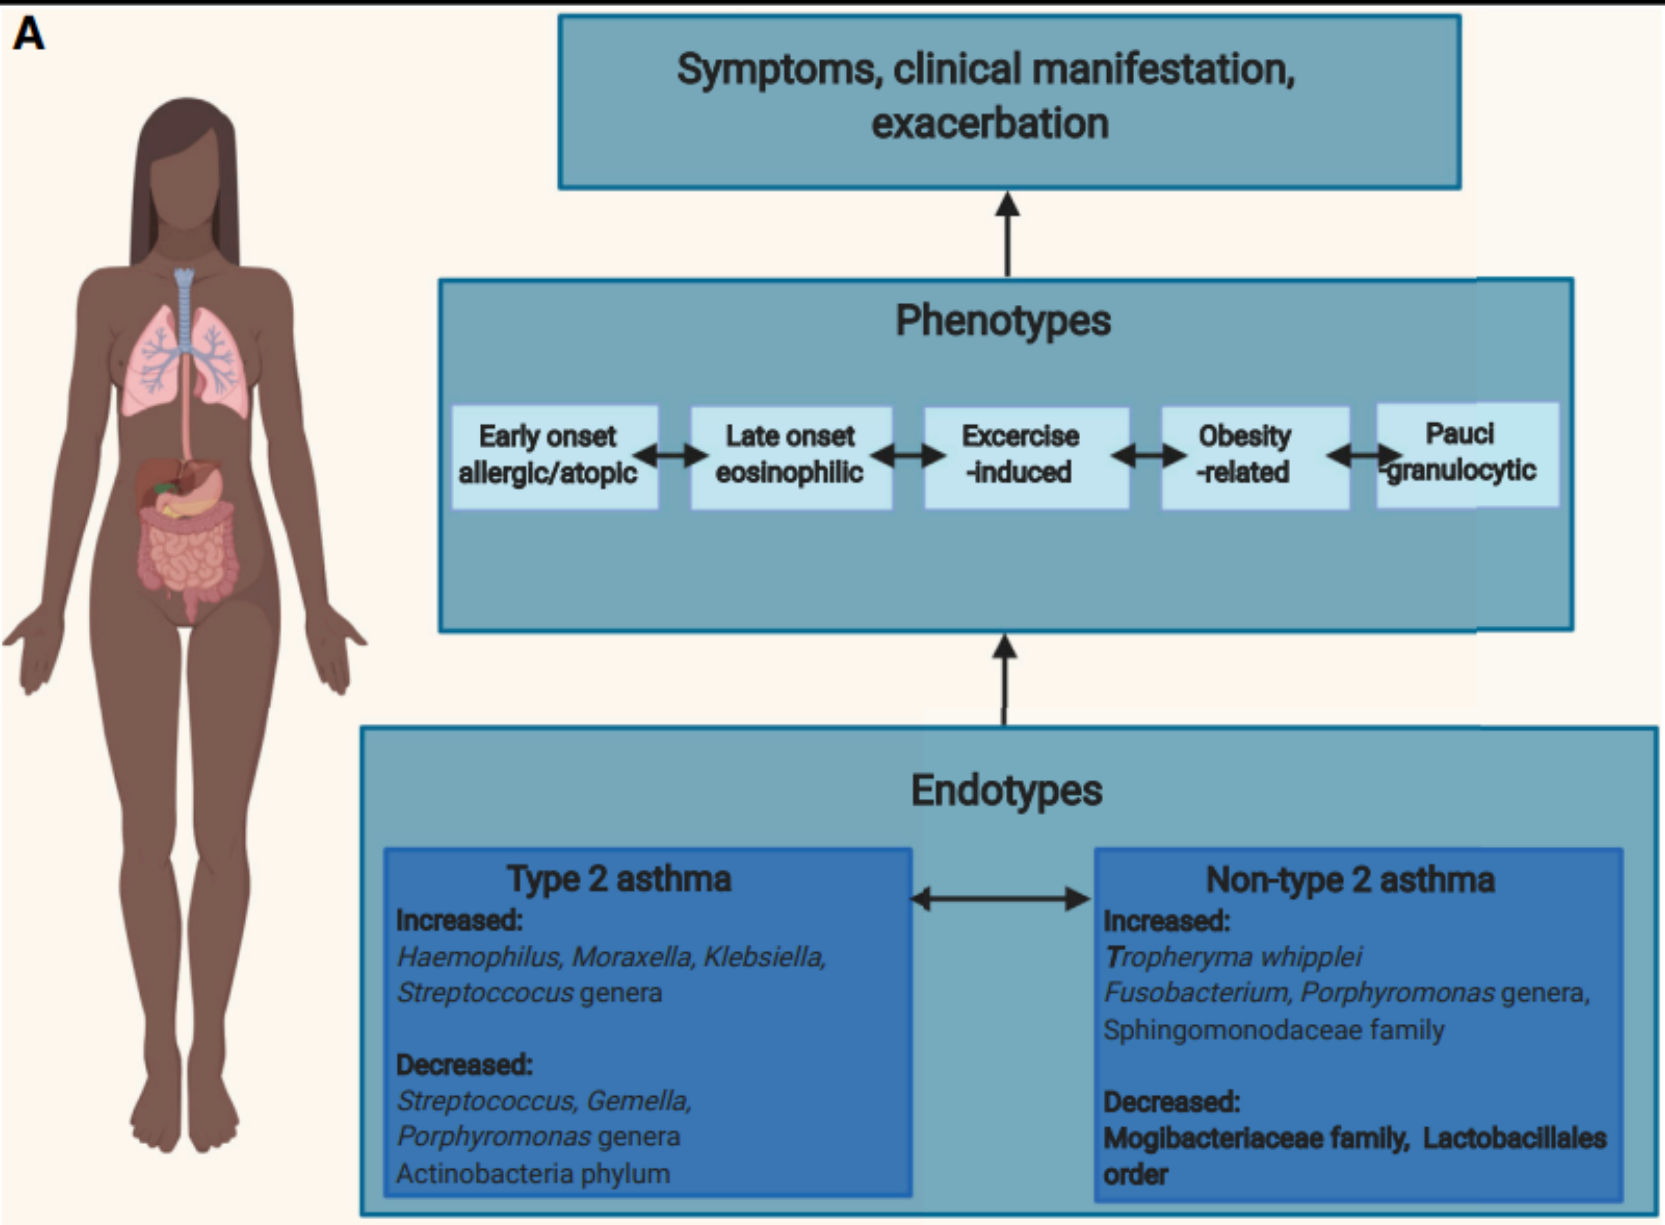 A
Symptoms, clinical manifestation,
exacerbation
Phenotypes
Early onset
allergic/atopic
Late onset
eosinophilic
Excercise
-induced
Obesity
-related
Pauci
-granulocytic
Endotypes
Type 2 asthma
Increased:
Haemophilus, Moraxella, Klebsiella,
Streptoccocus genera
Decreased:
Streptococcus, Gemella,
Porphyromonas genera
Actinobacteria phylum
Non-type 2 asthma
Increased:
Tropheryma whipplei
Fusobacterium, Porphyromonas genera,
Sphingomonodaceae family
Decreased:
Mogibacteriaceae family, Lactobacillales
order